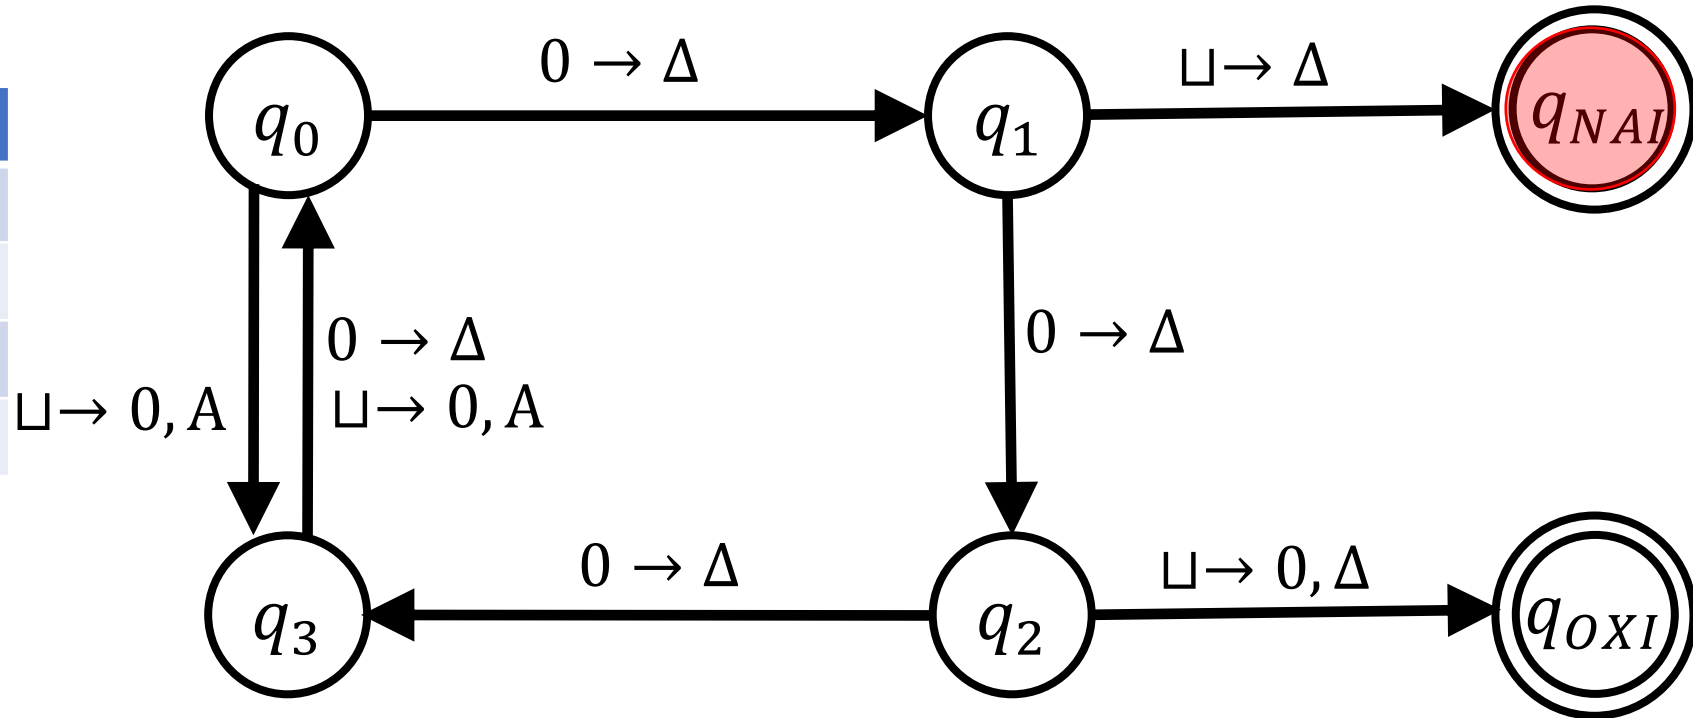 0 → Δ
⊔→ Δ
q0
q1
qNAI
0 → Δ
⊔→ 0, Α
⊔→ 0, Α
0 → Δ
0 → Δ
⊔→ 0, Δ
q3
q2
qOXI